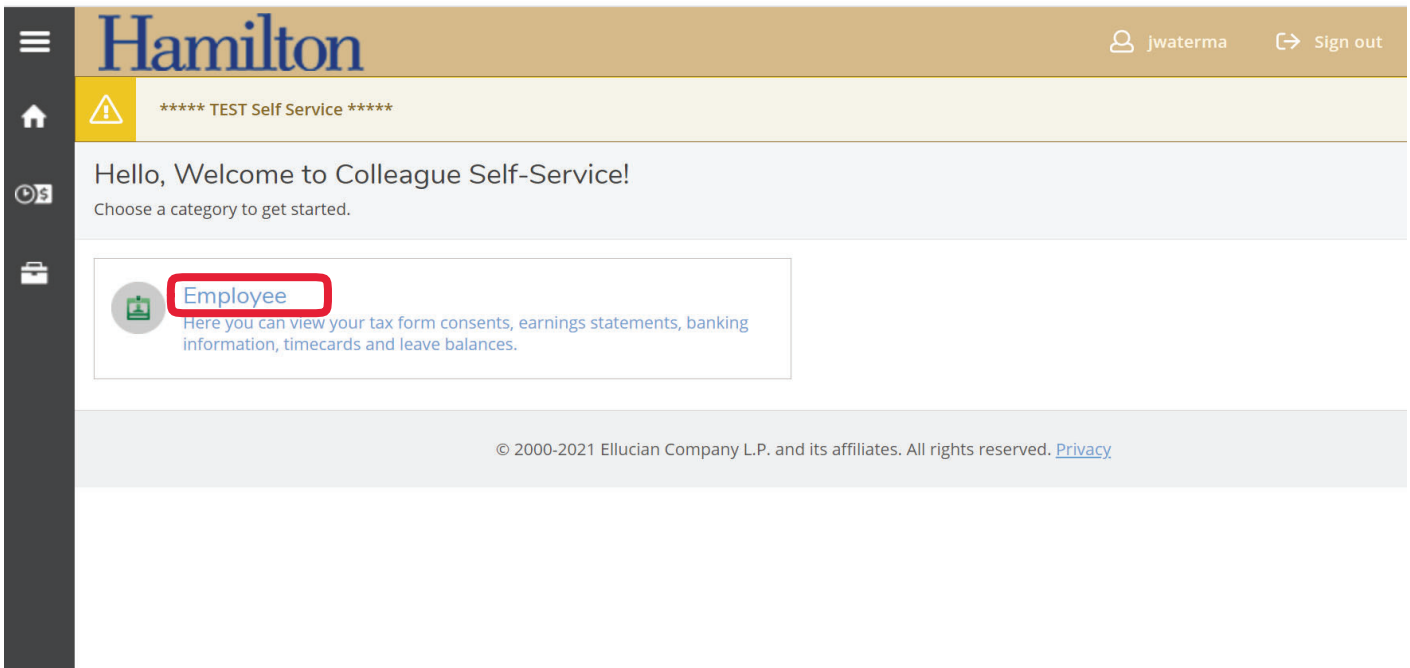 Hamilton
jwaterma
Sign out
***** TEST Self Service *****
Hello, Welcome to Colleague Self-Service!
Choose a category to get started.
Employee
Here you can view your tax form consents, earnings statements, banking
information, timecards and leave balances.
© 2000-2021 Ellucian Company L.P. and its affiliates. All rights reserved. Privacy